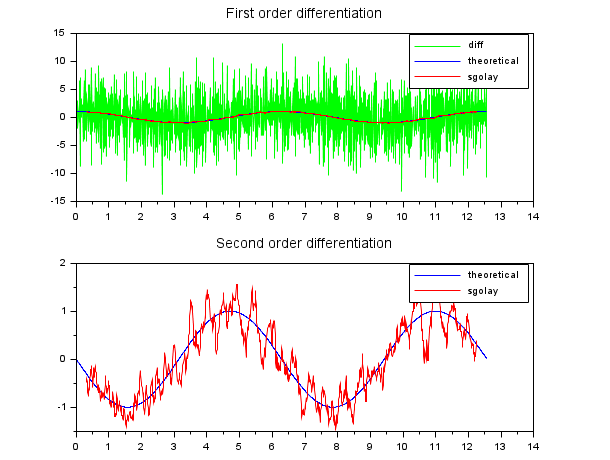 First order differentiation
15
10
5
0
-5
-10
-15
diff
theoretical
sgolay
0 1 2 3 4 5 6 7 8 9 10 11 12 13 14
Second order differentiation
2
1
0
-1
theoretical
sgolay
0 1 2 3 4 5 6 7 8 9 10 11 12 13 14